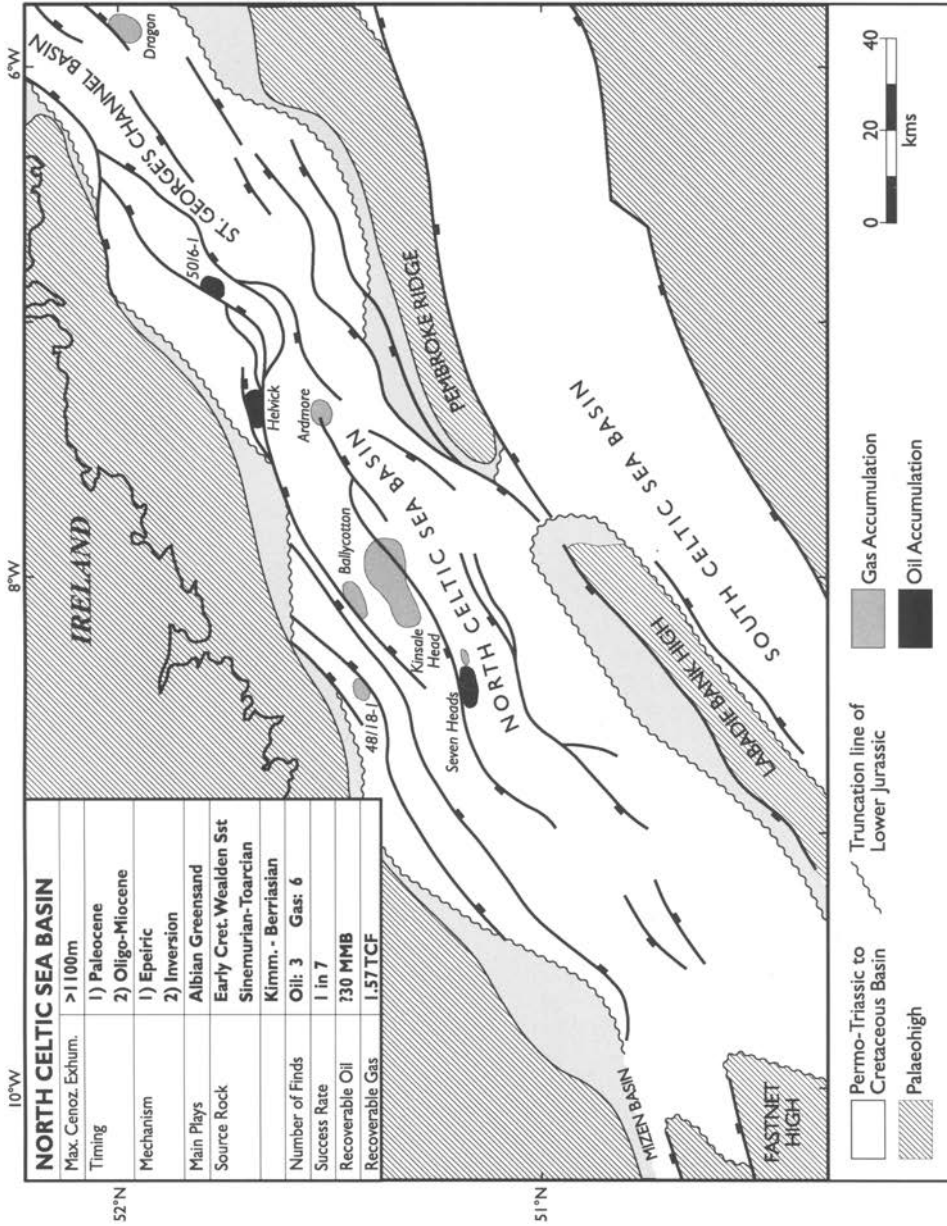 10°W
8°W
6°W
52°N
51°N
NORTH CELTIC SEA BASIN
Max. Cenoz. Exhum. >1100m
Timing 1) Paleocene
2) Oligo-Miocene
Mechanism 1) Epeiric
2) Inversion
Main Plays Albian Greensand
Early Cret. Wealden Sst
Source Rock Sinemurian-Toarcian
Kimm. - Berriasian
Number of Finds Oil: 3 Gas: 6
Success Rate 1 in 7
Recoverable Oil ?30 MMB
Recoverable Gas 1.57 TCF
IRELAND
Dragon
ST. GEORGE'S CHANNEL BASIN
50/6-1
Helvick
Ardmore
Ballycotton
Kinsale
Head
48/18-1
Seven Heads
NORTH CELTIC SEA BASIN
PEMBROKE RIDGE
LABADIE BANK HIGH
SOUTH CELTIC SEA BASIN
MIZEN BASIN
FASTNET
HIGH
Permo-Triassic to
Cretaceous Basin
Palaeohigh
Truncation line of
Lower Jurassic
Gas Accumulation
Oil Accumulation
0 20 40
kms